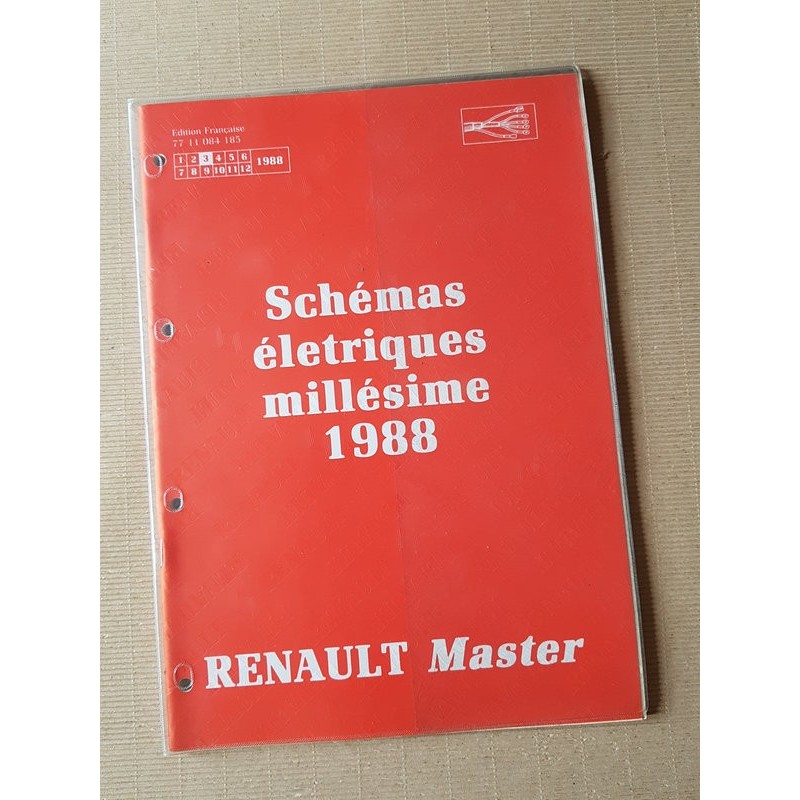 Edition Française
77 11 084 185
1 2 3 4 5 6 1988
7 8 9 10 11 12
Schémas
életriques
millésime
1988
RENAULT Master